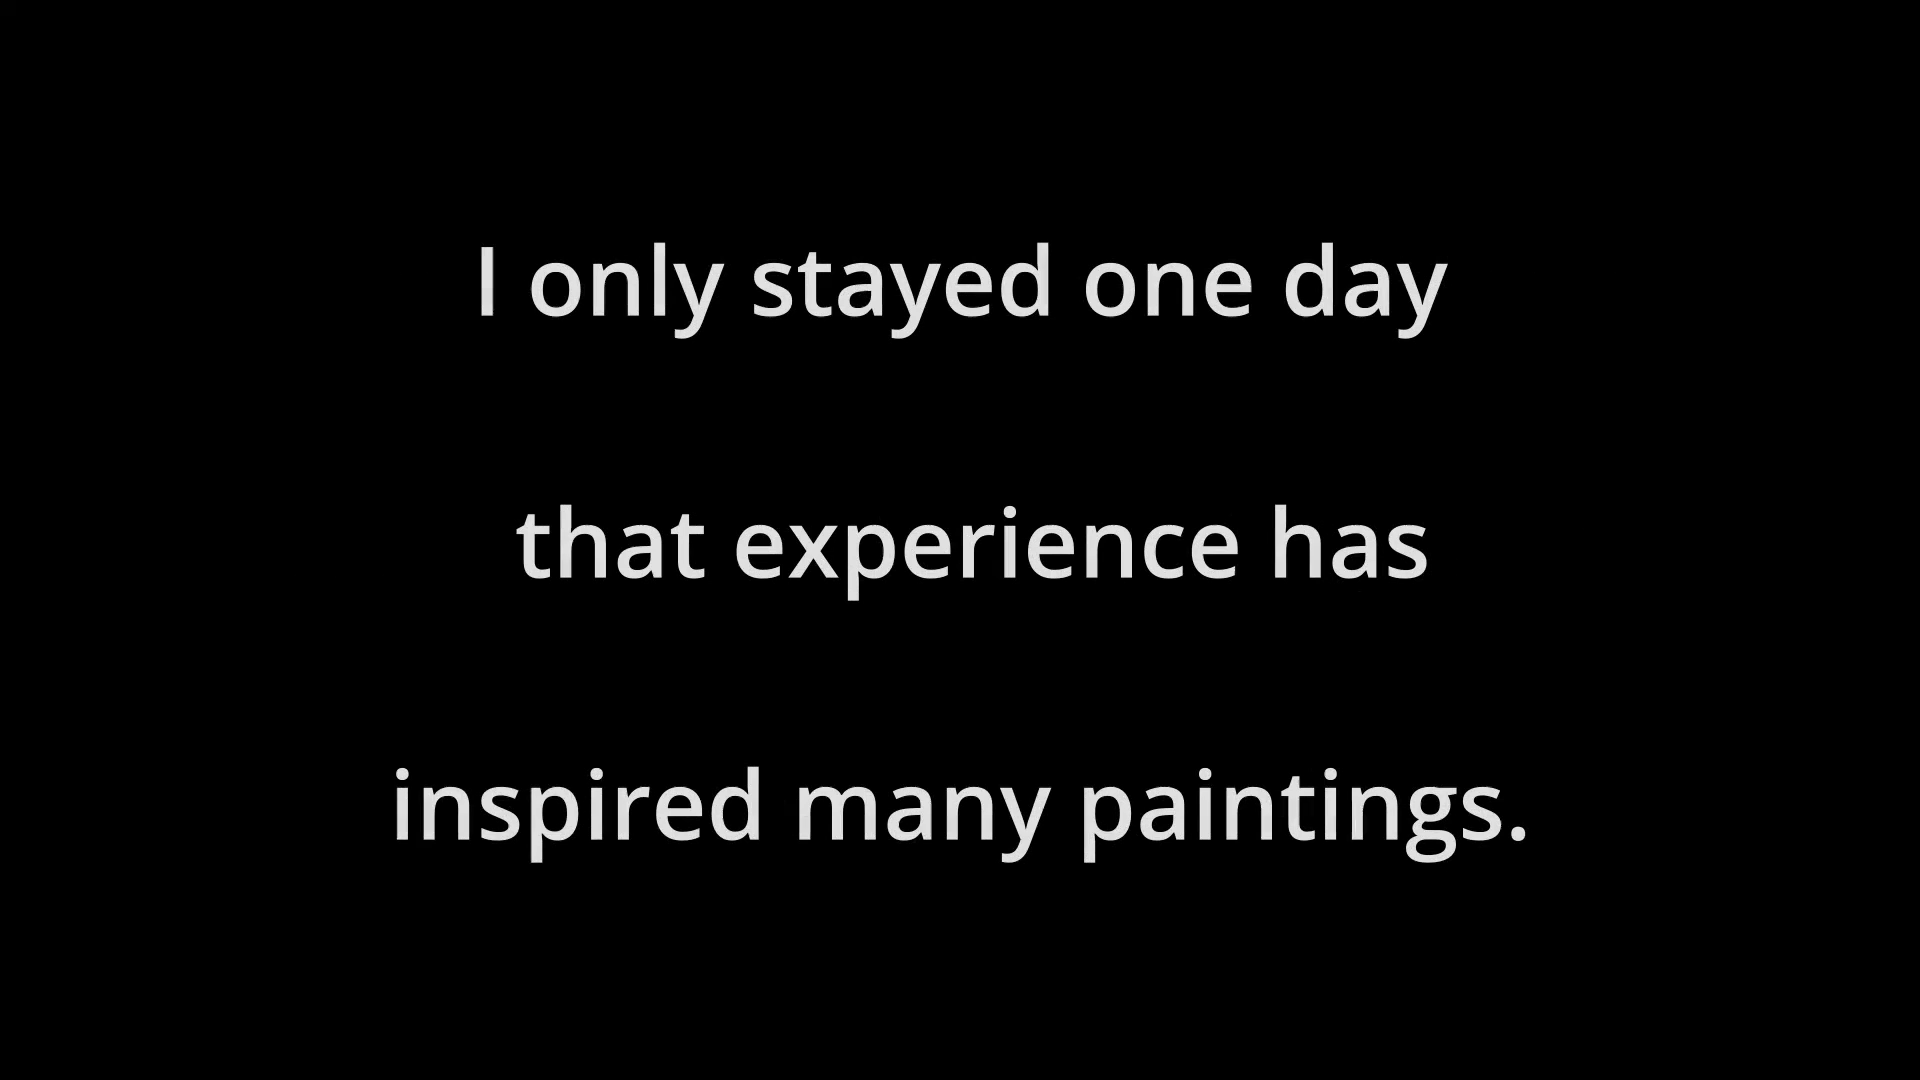 I only stayed one day
that experience has
inspired many paintings.